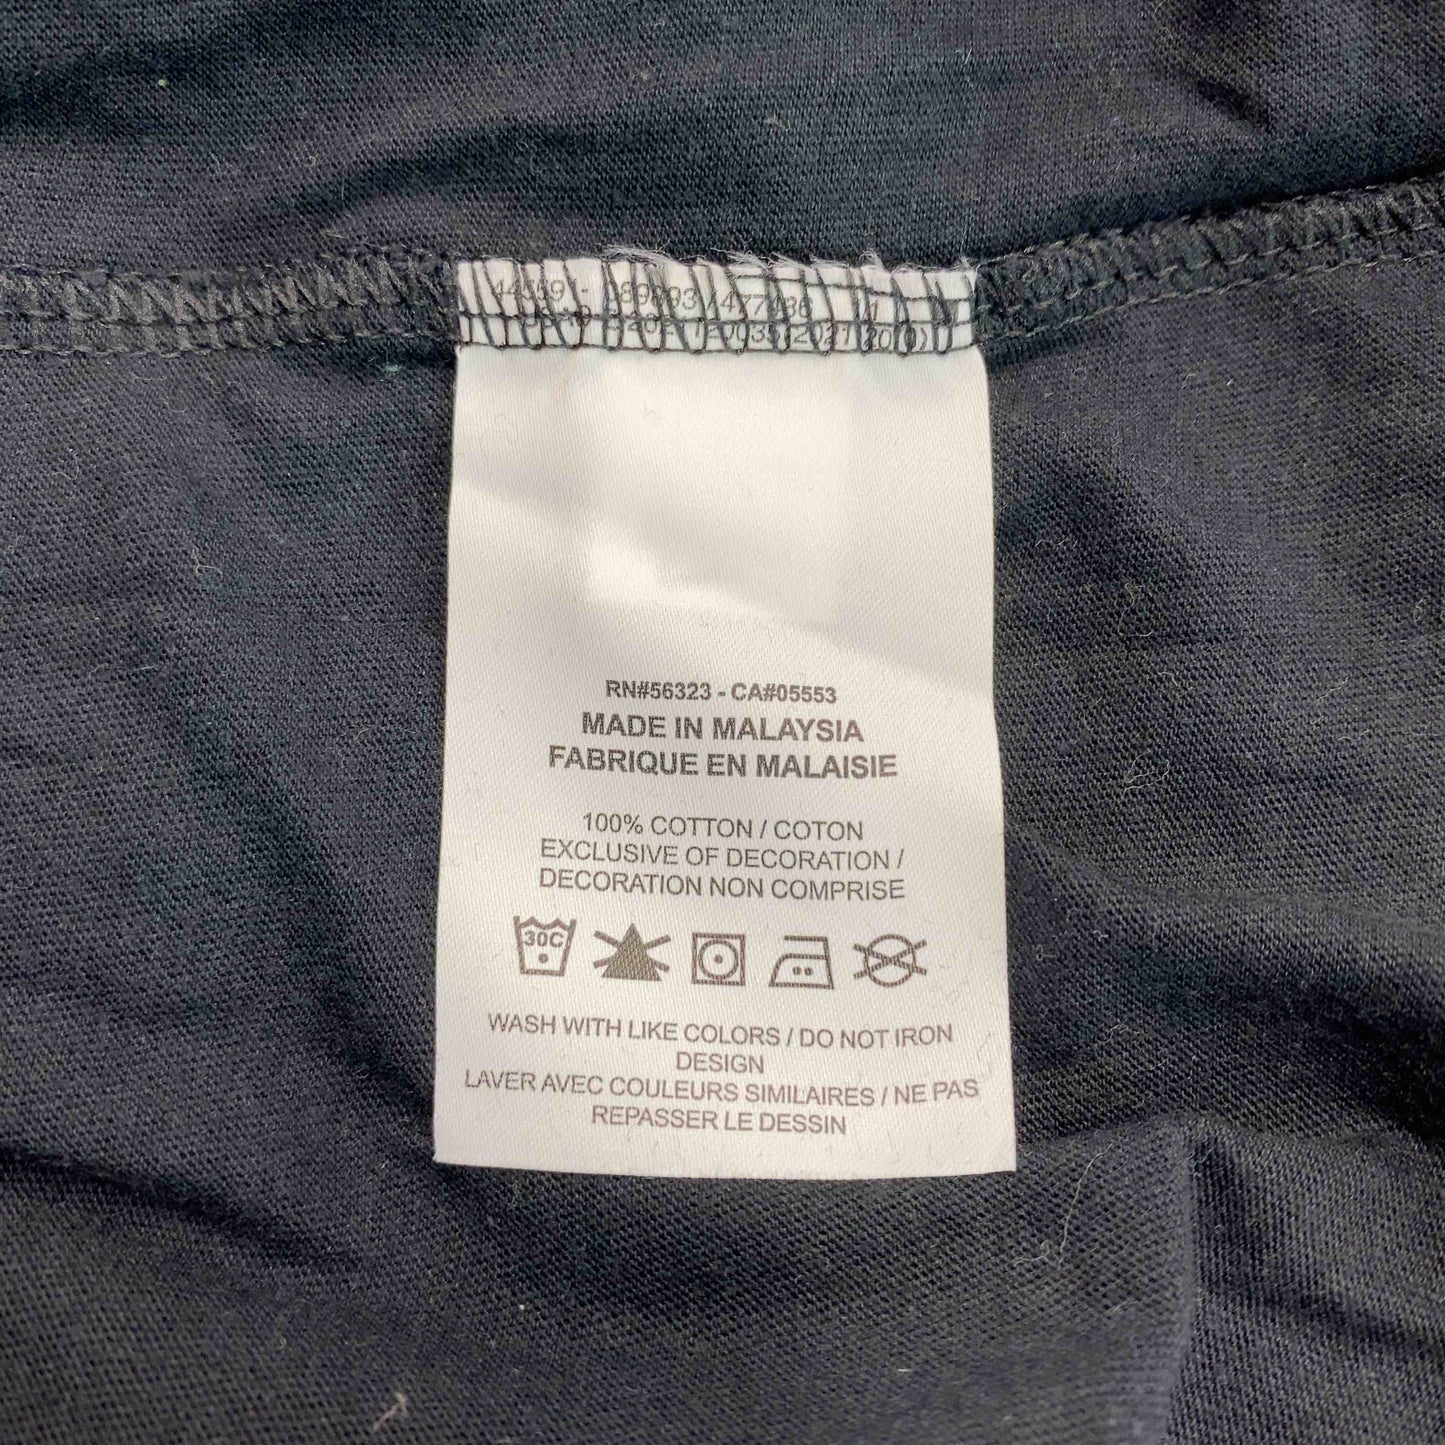 RN#56323 - CA#05553
MADE IN MALAYSIA
FABRIQUE EN MALAISIE
100% COTTON / COTON
EXCLUSIVE OF DECORATION /
DECORATION NON COMPRISE
30C
WASH WITH LIKE COLORS / DO NOT IRON
DESIGN
LAVER AVEC COULEURS SIMILAIRES / NE PAS
REPASSER LE DESSIN